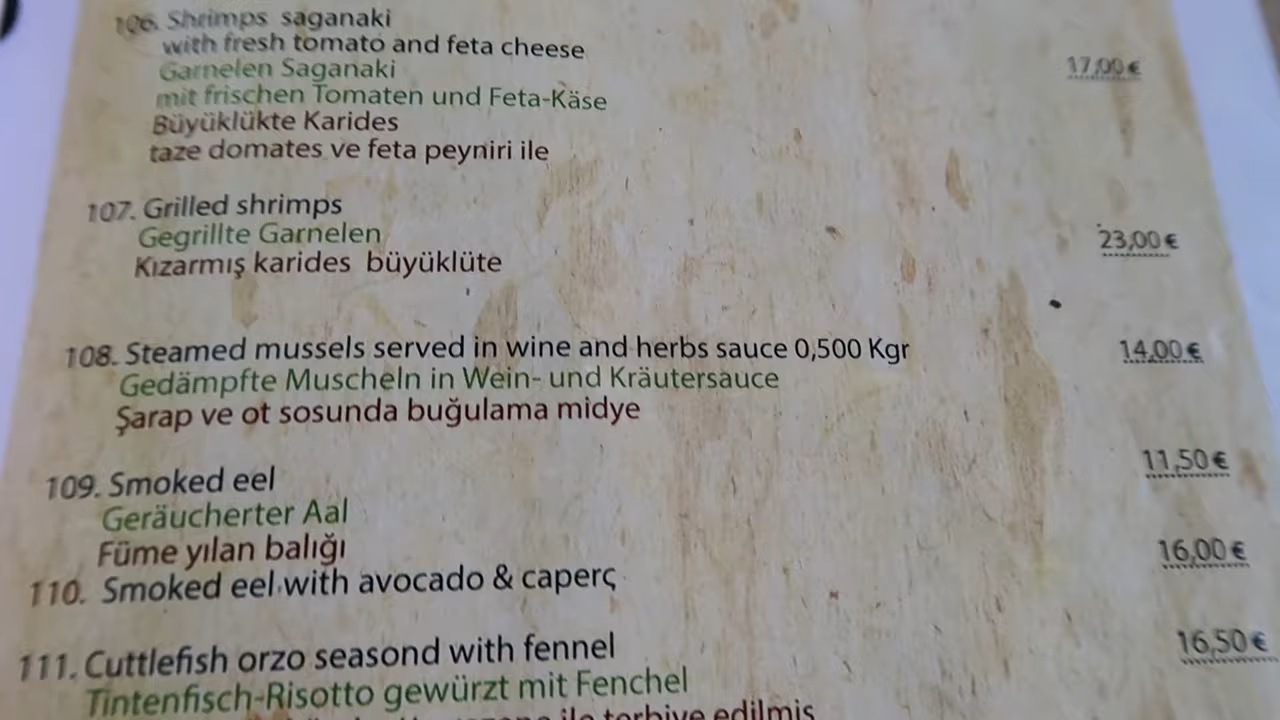 106. Shrimps saganaki
with fresh tomato and feta cheese
17,00 €
Garnelen Saganaki
mit frischen Tomaten und Feta-Käse
Büyüklükte Karides
taze domates ve feta peyniri ile
107. Grilled shrimps
23,00 €
Gegrillte Garnelen
Kızarmış karides büyüklüte
108. Steamed mussels served in wine and herbs sauce 0,500 Kgr 14,00 €
Gedämpfte Muscheln in Wein- und Kräutersauce
Şarap ve ot sosunda buğulama midye
109. Smoked eel 11,50 €
Geräucherter Aal
Füme yılan balığı
110. Smoked eel with avocado & caperç 16,00 €
111. Cuttlefish orzo seasond with fennel 16,50 €
Tintenfisch-Risotto gewürzt mit Fenchel
ile terbiye edilmiş